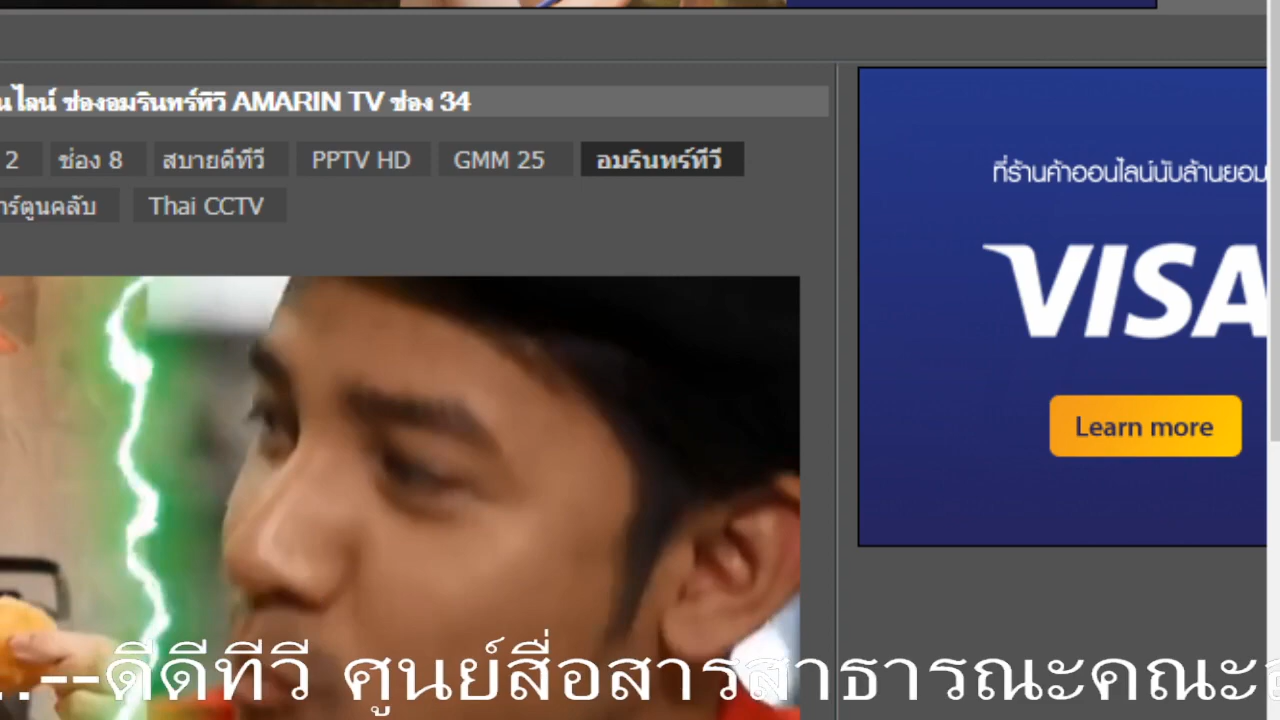 นไลน์ ช่องอมรินทร์ทีวี AMARIN TV ช่อง 34
2 ช่อง 8 สบายดีทีวี PPTV HD GMM 25 อมรินทร์ทีวี
าร์ตูนคลับ Thai CCTV
ที่ร้านค้าออนไลน์นับล้านยอม
VISA
Learn more
..--ดีดีทีวี ศูนย์สื่อสารสาธารณะคณะ